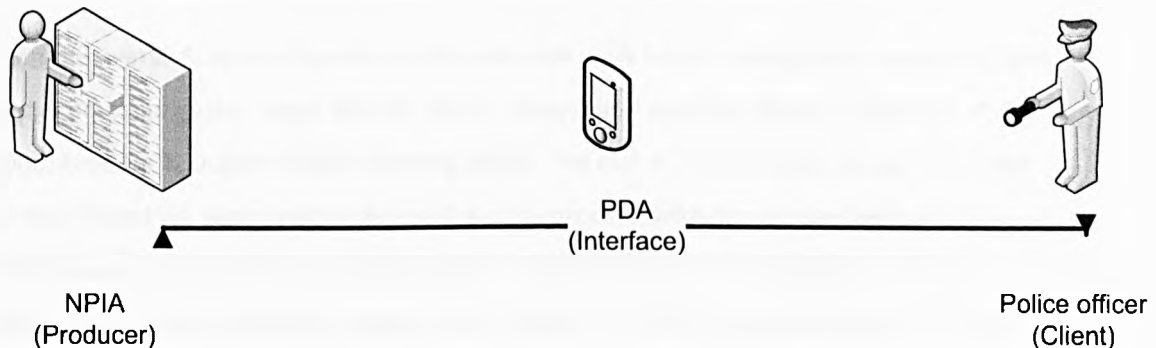 PDA
(Interface)
NPIA
(Producer)
Police officer
(Client)